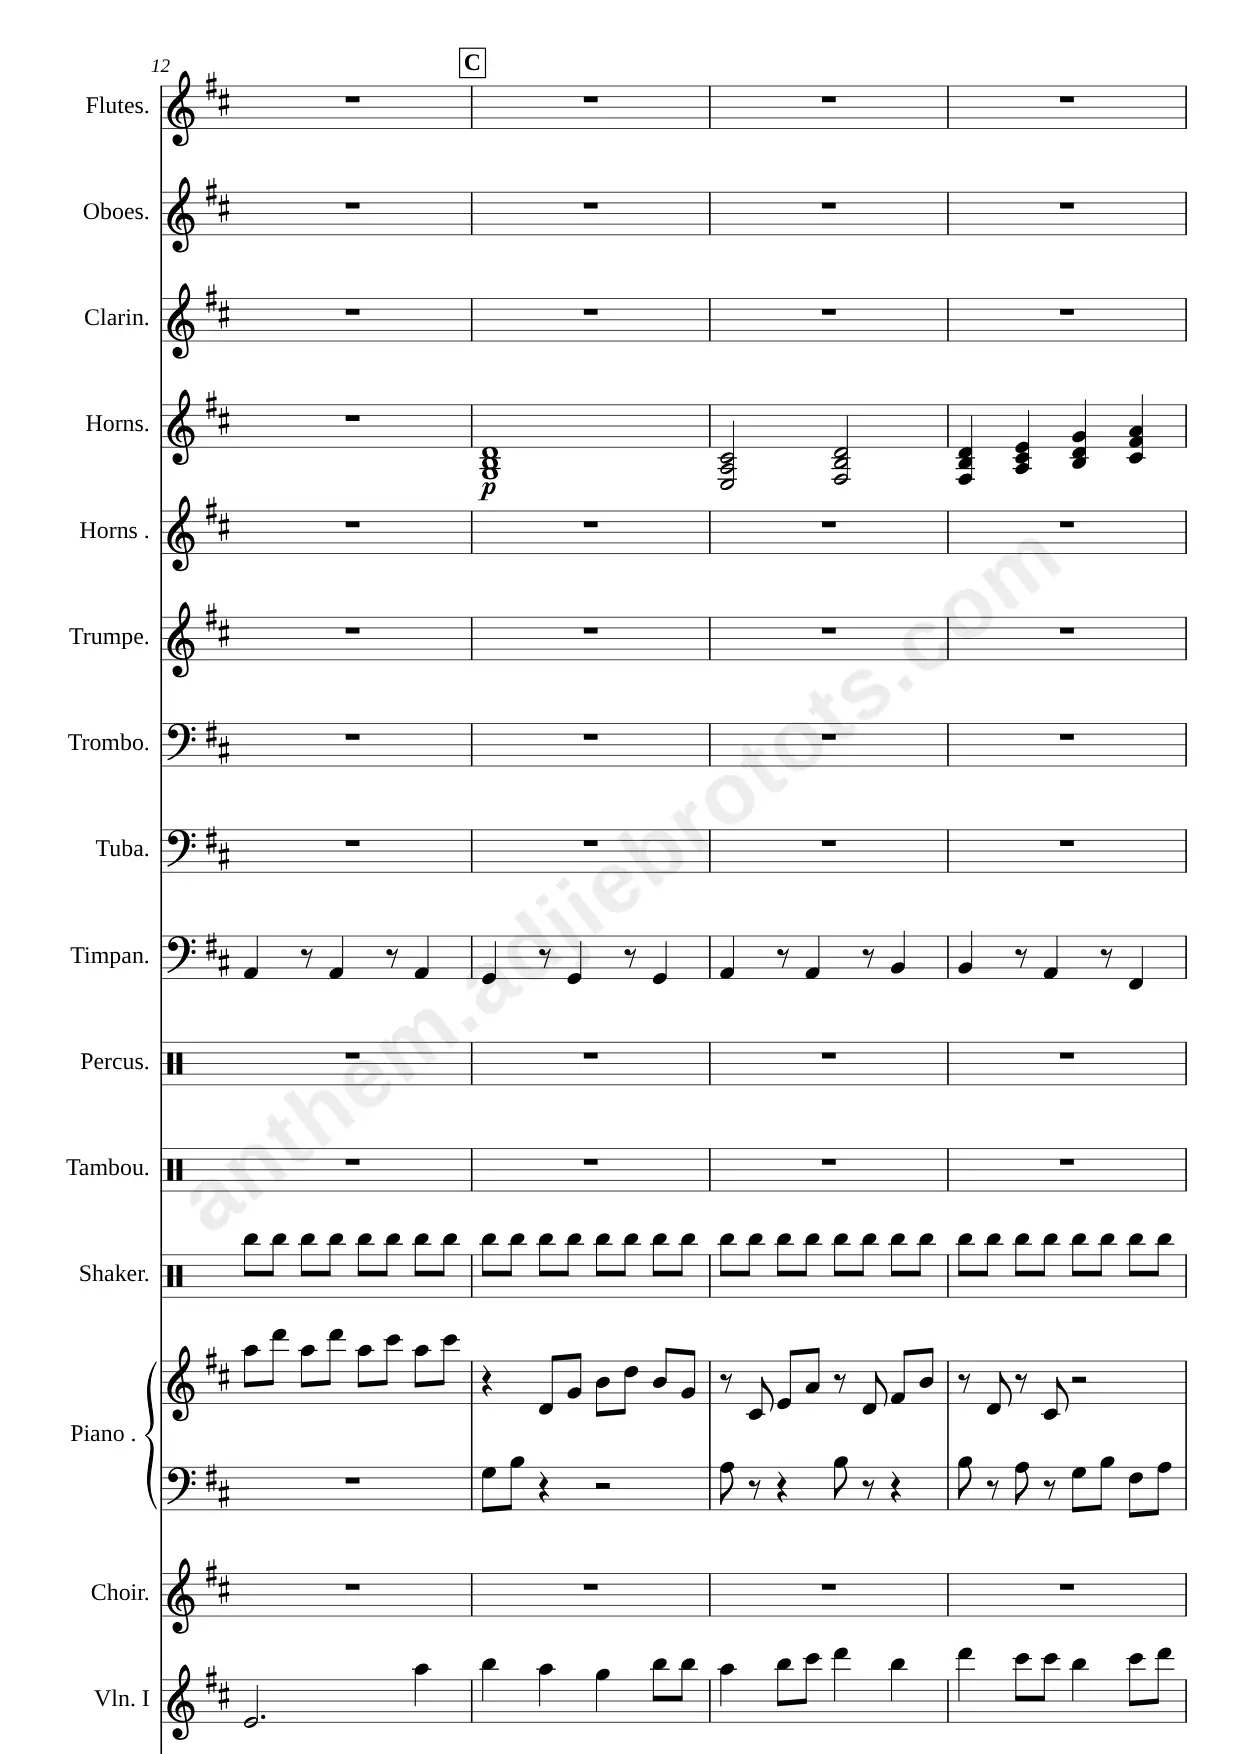 12
C
Flutes.
Oboes.
Clarin.
Horns.
p
Horns .
Trumpe.
Trombo.
Tuba.
Timpan.
Percus.
Tambou.
Shaker.
Piano .
Choir.
Vln. I
anthem.adjiebrotots.com